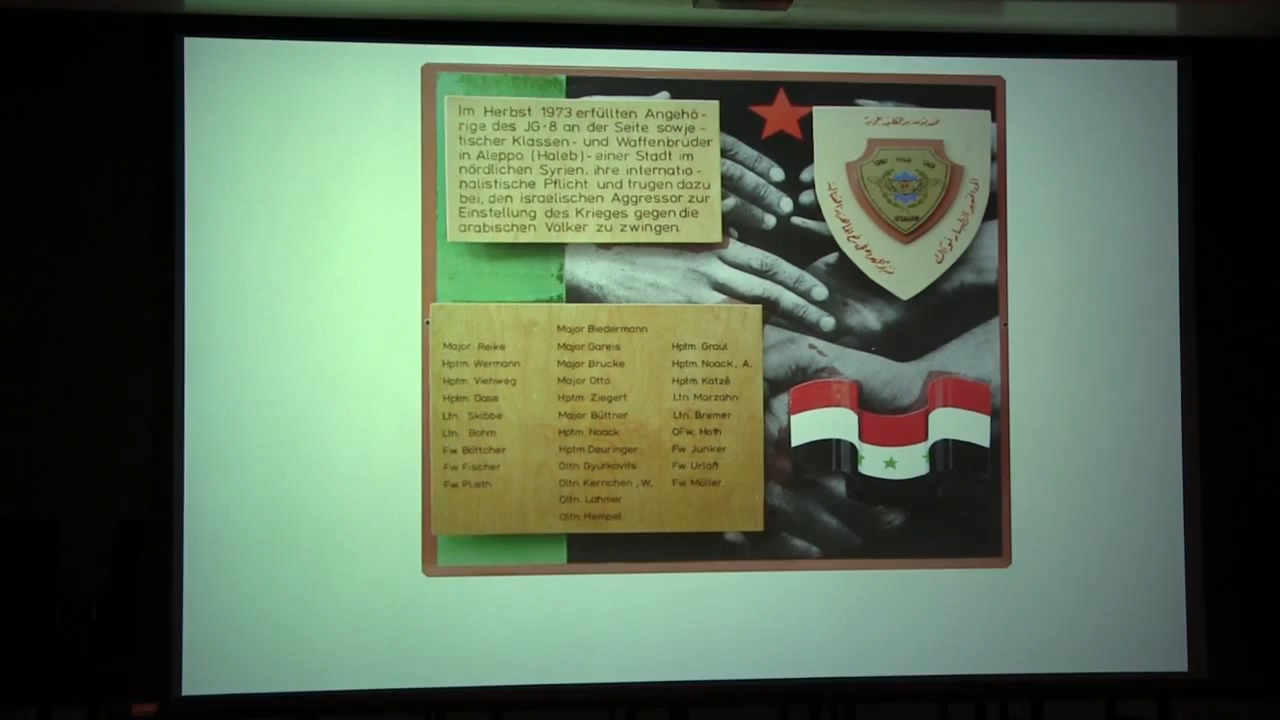 Im Herbst 1973 erfüllten Angehö-
rige des JG-8 an der Seite sowje-
tischer Klassen- und Waffenbrüder
in Aleppo (Haleb)-einer Stadt im
nördlichen Syrien, ihre internatio-
nalistische Pflicht und trugen dazu
bei, den israelischen Aggressor zur
Einstellung des Krieges gegen die
arabischen Völker zu zwingen.
Major Reike
Hptm. Wermann
Hptm. Viehweg
Hptm. Dase
Ltn. Skibbe
Ltn. Bohm
Fw Böttcher
Fw Fischer
Fw Plieth
Major Biedermann
Major Gareis
Major Brucke
Major Otto
Hptm. Ziegert
Major Büttner
Hptm. Noack
Hptm Deuringer
Oltn Gyurkovits
Oltn Kernchen , W.
Oltn. Lahmer
Oltn. Hempel
Hptm. Graul
Hptm. Noack , A.
Hptm. Katzé
Ltn. Marzahn
Ltn. Bremer
OFw. Hoth
Fw Junker
Fw Urlaß
Fw Möller